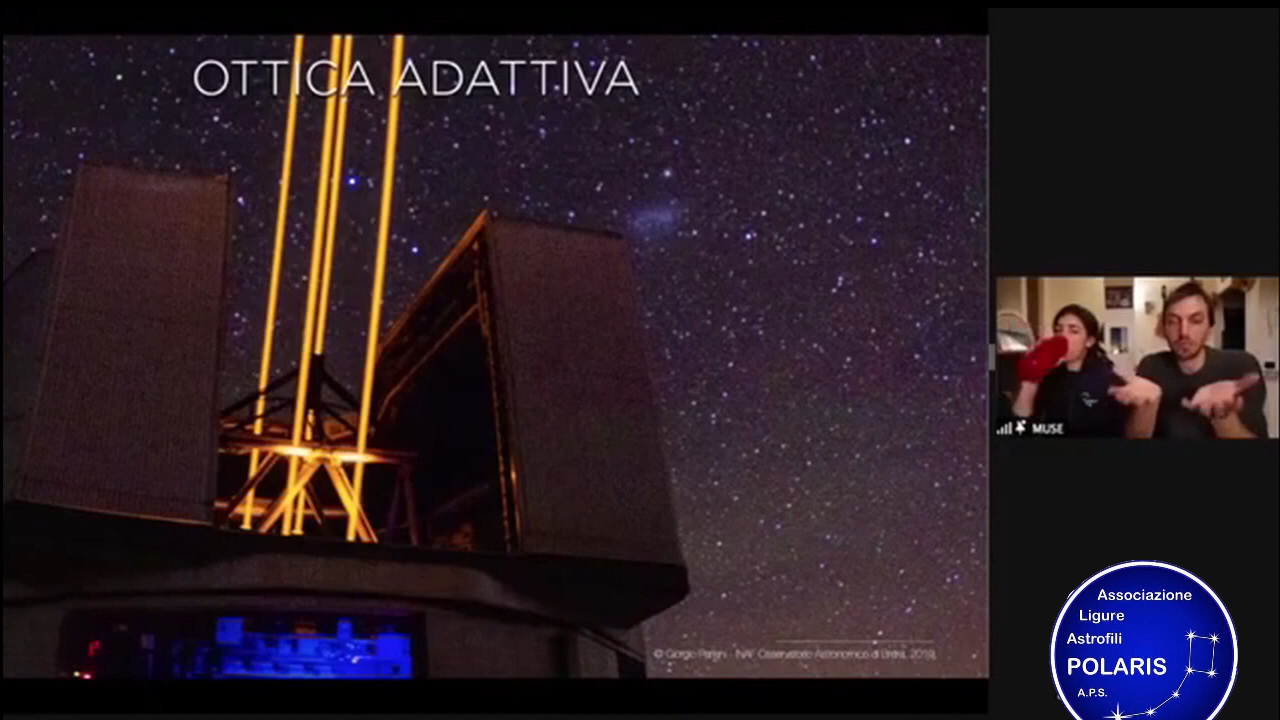 OTTICA ADATTIVA
MUSE
Associazione
Ligure
Astrofili
POLARIS
A.P.S.